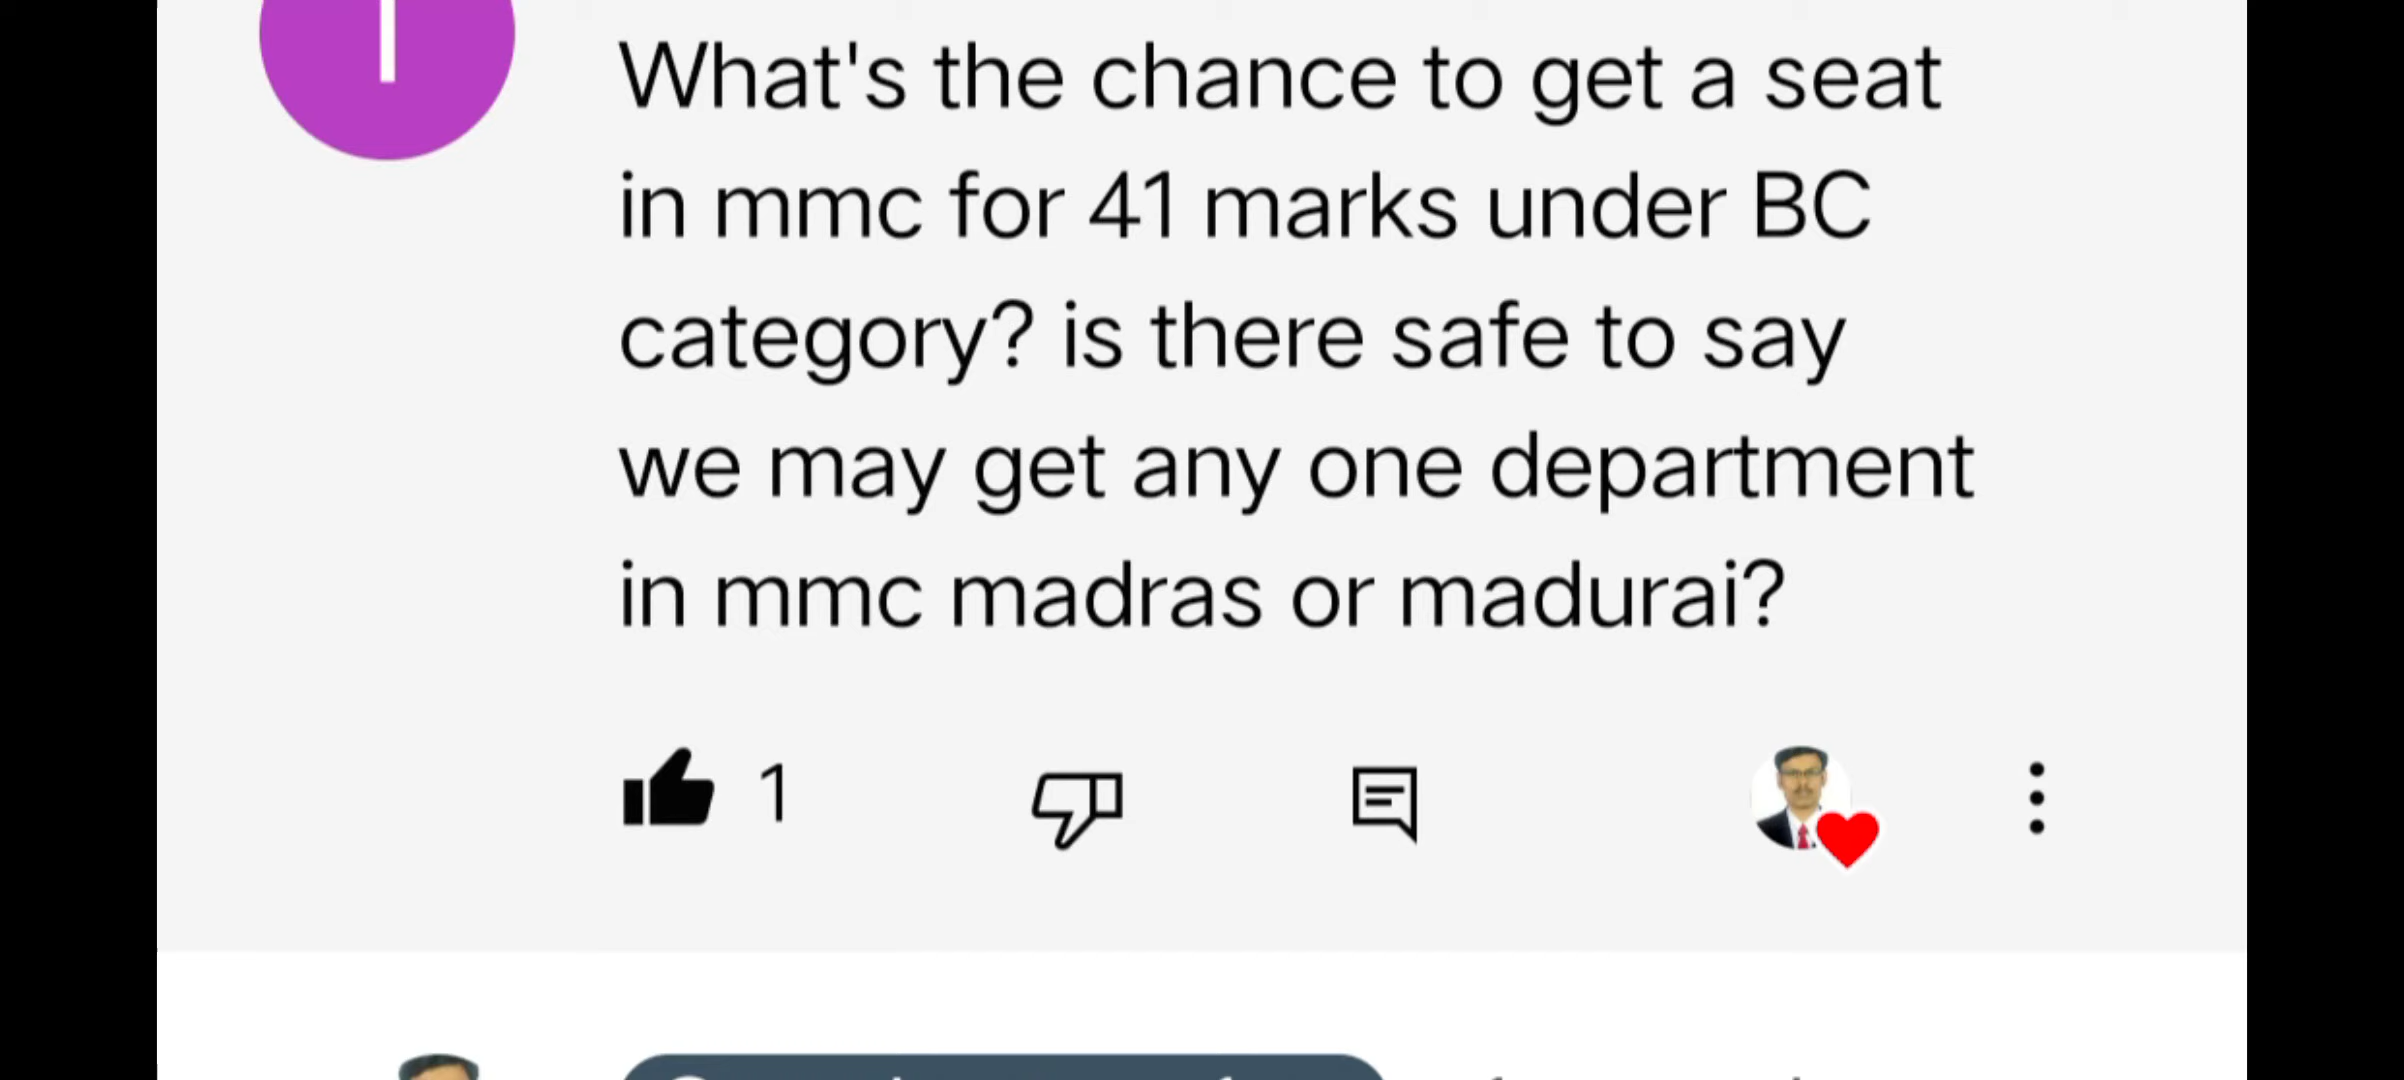 What's the chance to get a seat
in mmc for 41 marks under BC
category? is there safe to say
we may get any one department
in mmc madras or madurai?
1